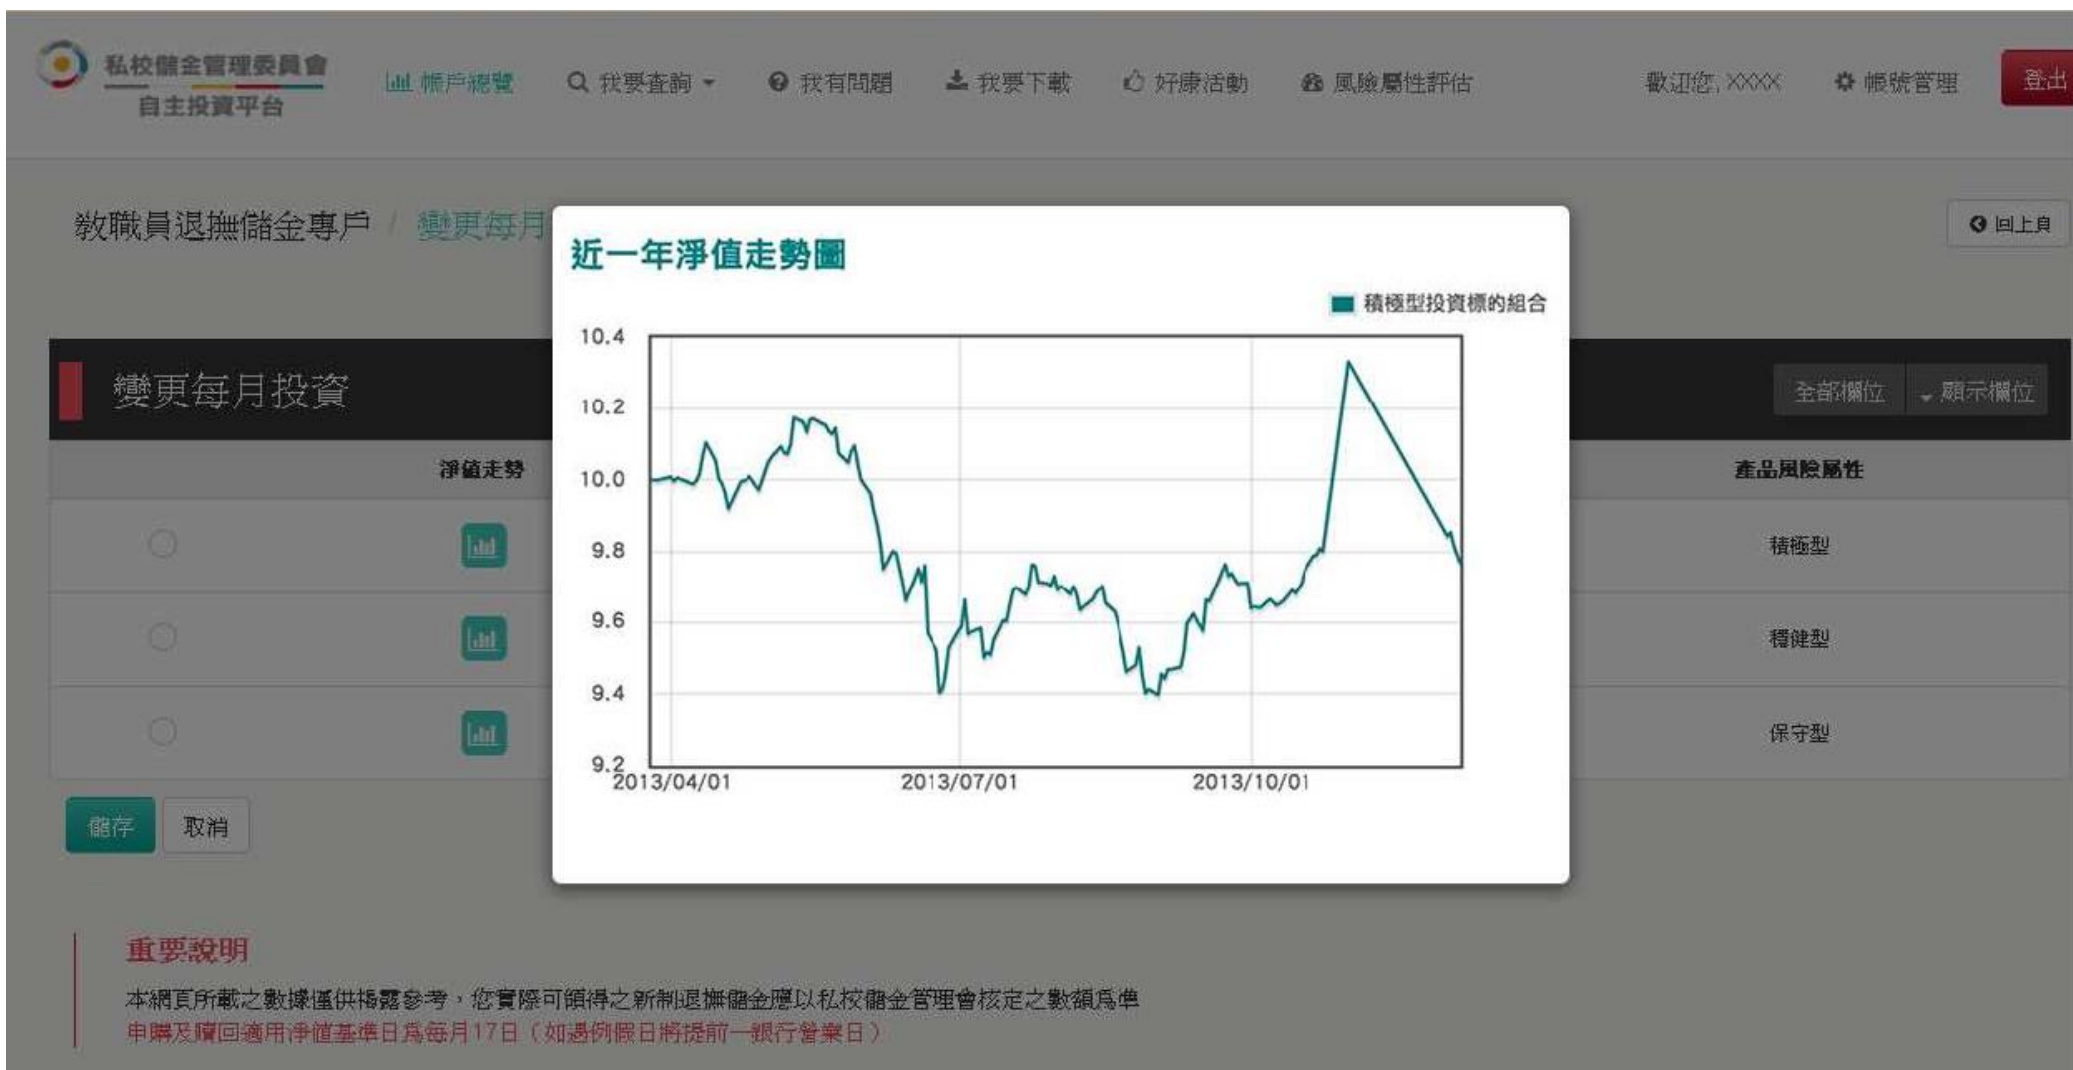 私校儲金管理委員會
自主投資平台
帳戶總覽 我要查詢 我有問題 我要下載 好康活動 風險屬性評估 歡迎您, XXXX 帳號管理 登出
教職員退撫儲金專戶 / 變更每月
回上頁
近一年淨值走勢圖
積極型投資標的組合
變更每月投資
全部欄位 顯示欄位
淨值走勢 產品風險屬性
積極型
穩健型
保守型
10.4
10.2
10.0
9.8
9.6
9.4
9.2
2013/04/01 2013/07/01 2013/10/01
儲存 取消
重要說明
本網頁所載之數據僅供揭露參考，您實際可領得之新制退撫儲金應以私校儲金管理會核定之數額為準
申購及贖回適用淨值基準日為每月17日（如遇例假日將提前一銀行營業日）